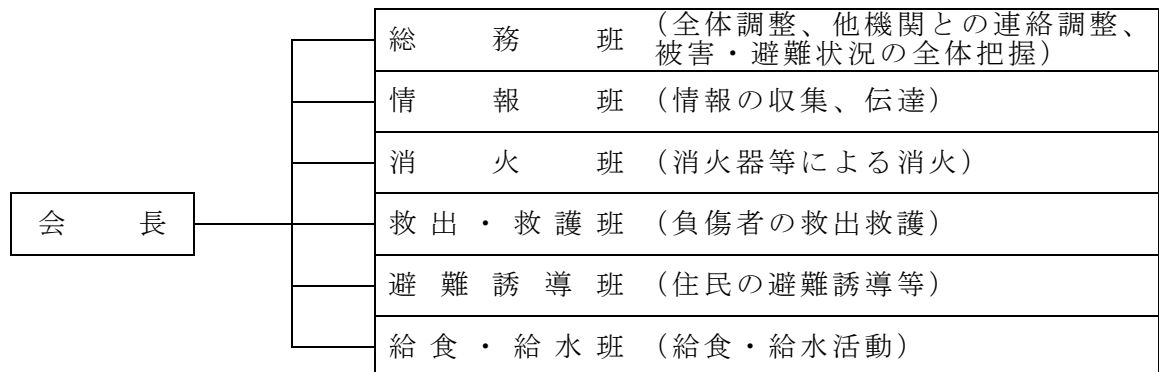 総務班 (全体調整、他機関との連絡調整、
被害・避難状況の全体把握)
情報班 (情報の収集、伝達)
消火班 (消火器等による消火)
会長
救出・救護班 (負傷者の救出救護)
避難誘導班 (住民の避難誘導等)
給食・給水班 (給食・給水活動)